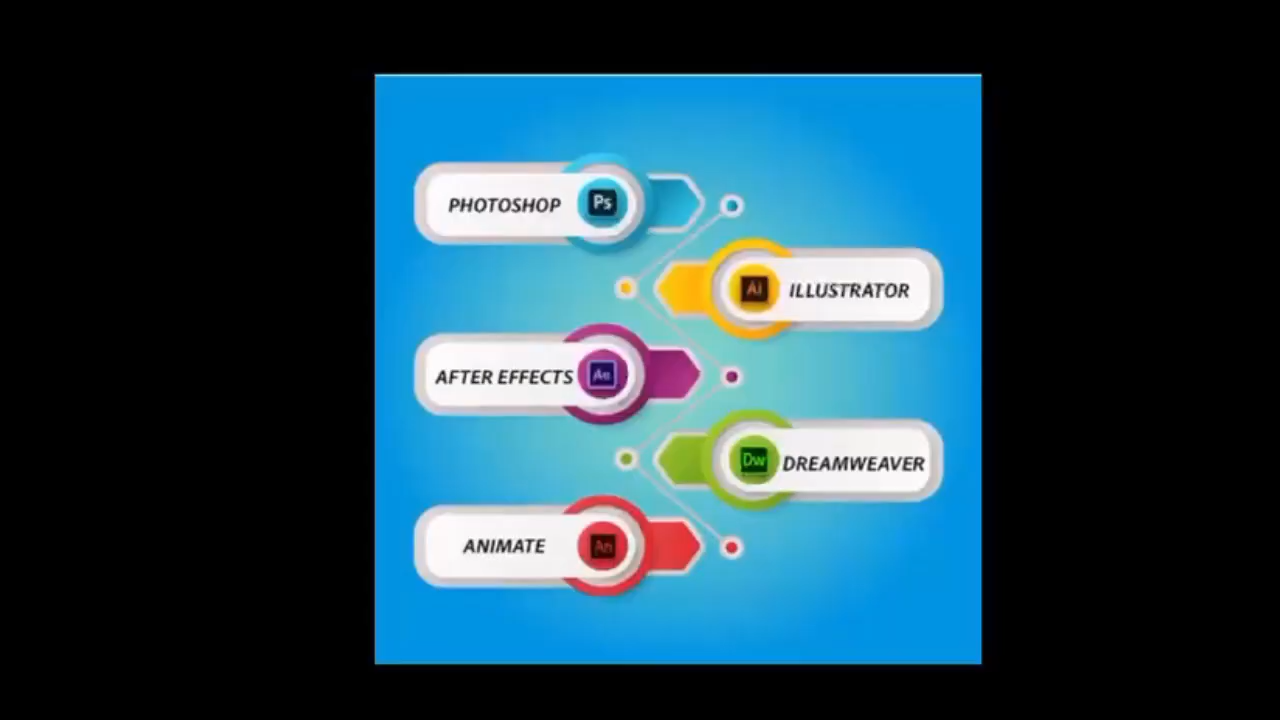 PHOTOSHOP Ps
Ai ILLUSTRATOR
AFTER EFFECTS Ae
Dw DREAMWEAVER
ANIMATE An